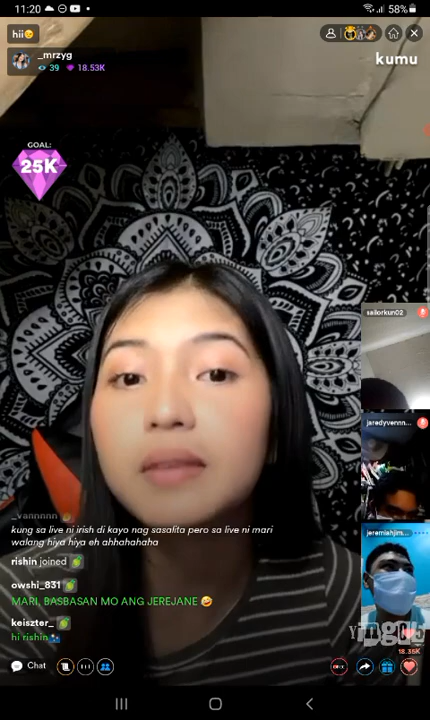 11:20
58%
hii
_mrzyg
39 18.53K
kumu
GOAL:
25K
sailorkun02
jaredyvennn...
jeremiahjim...
_vannnnn
kung sa live ni irish di kayo nag sasalita pero sa live ni mari
walang hiya hiya eh ahhahahaha
rishin joined
owshi_831
MARI, BASBASAN MO ANG JEREJANE 🤣
keiszter_
hi rishin
18.35K
Chat